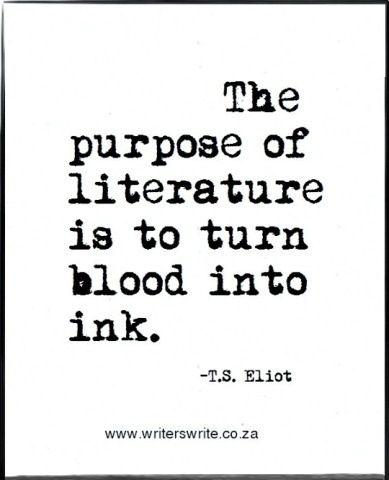 The
purpose of
literature
is to turn
blood into
ink.
-T.S. Eliot
www.writerswrite.co.za